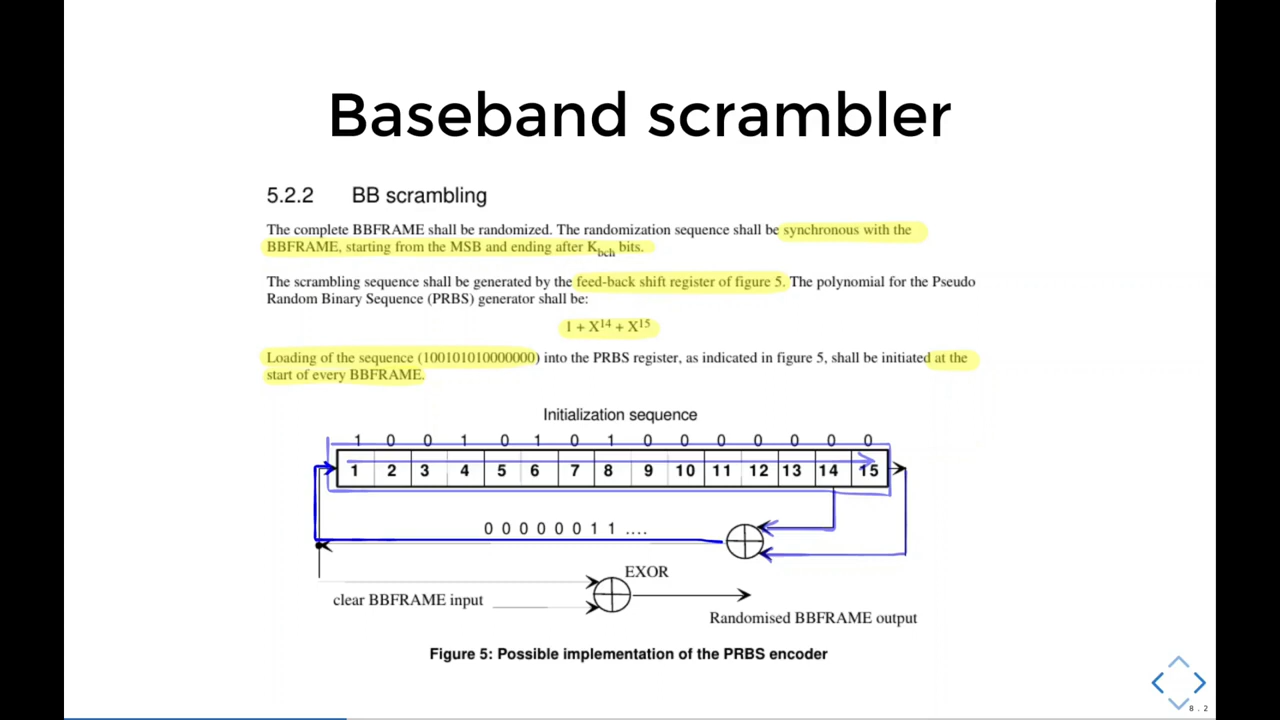 Baseband scrambler
5.2.2 BB scrambling
The complete BBFRAME shall be randomized. The randomization sequence shall be synchronous with the
BBFRAME, starting from the MSB and ending after Kbch bits.
The scrambling sequence shall be generated by the feed-back shift register of figure 5. The polynomial for the Pseudo
Random Binary Sequence (PRBS) generator shall be:
1 + X14 + X15
Loading of the sequence (100101010000000) into the PRBS register, as indicated in figure 5, shall be initiated at the
start of every BBFRAME.
Initialization sequence
1 0 0 1 0 1 0 1 0 0 0 0 0 0 0
1 2 3 4 5 6 7 8 9 10 11 12 13 14 15
0 0 0 0 0 0 1 1 ....
EXOR
clear BBFRAME input
Randomised BBFRAME output
Figure 5: Possible implementation of the PRBS encoder
8.2